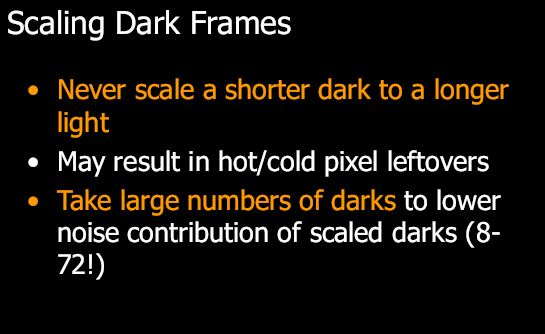 Scaling Dark Frames
• Never scale a shorter dark to a longer
light
• May result in hot/cold pixel leftovers
• Take large numbers of darks to lower
noise contribution of scaled darks (8-
72!)